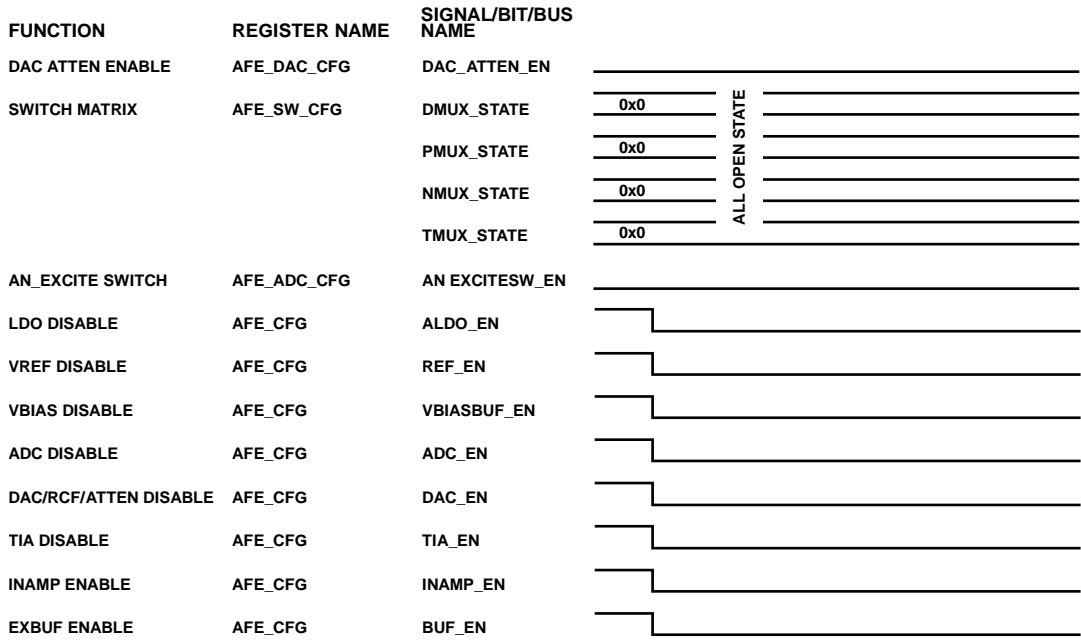 FUNCTION REGISTER NAME SIGNAL/BIT/BUS NAME
DAC ATTEN ENABLE AFE_DAC_CFG DAC_ATTEN_EN
SWITCH MATRIX AFE_SW_CFG DMUX_STATE 0x0
PMUX_STATE 0x0
NMUX_STATE 0x0
TMUX_STATE 0x0
ALL OPEN STATE
AN_EXCITE SWITCH AFE_ADC_CFG AN EXCITESW_EN
LDO DISABLE AFE_CFG ALDO_EN
VREF DISABLE AFE_CFG REF_EN
VBIAS DISABLE AFE_CFG VBIASBUF_EN
ADC DISABLE AFE_CFG ADC_EN
DAC/RCF/ATTEN DISABLE AFE_CFG DAC_EN
TIA DISABLE AFE_CFG TIA_EN
INAMP ENABLE AFE_CFG INAMP_EN
EXBUF ENABLE AFE_CFG BUF_EN